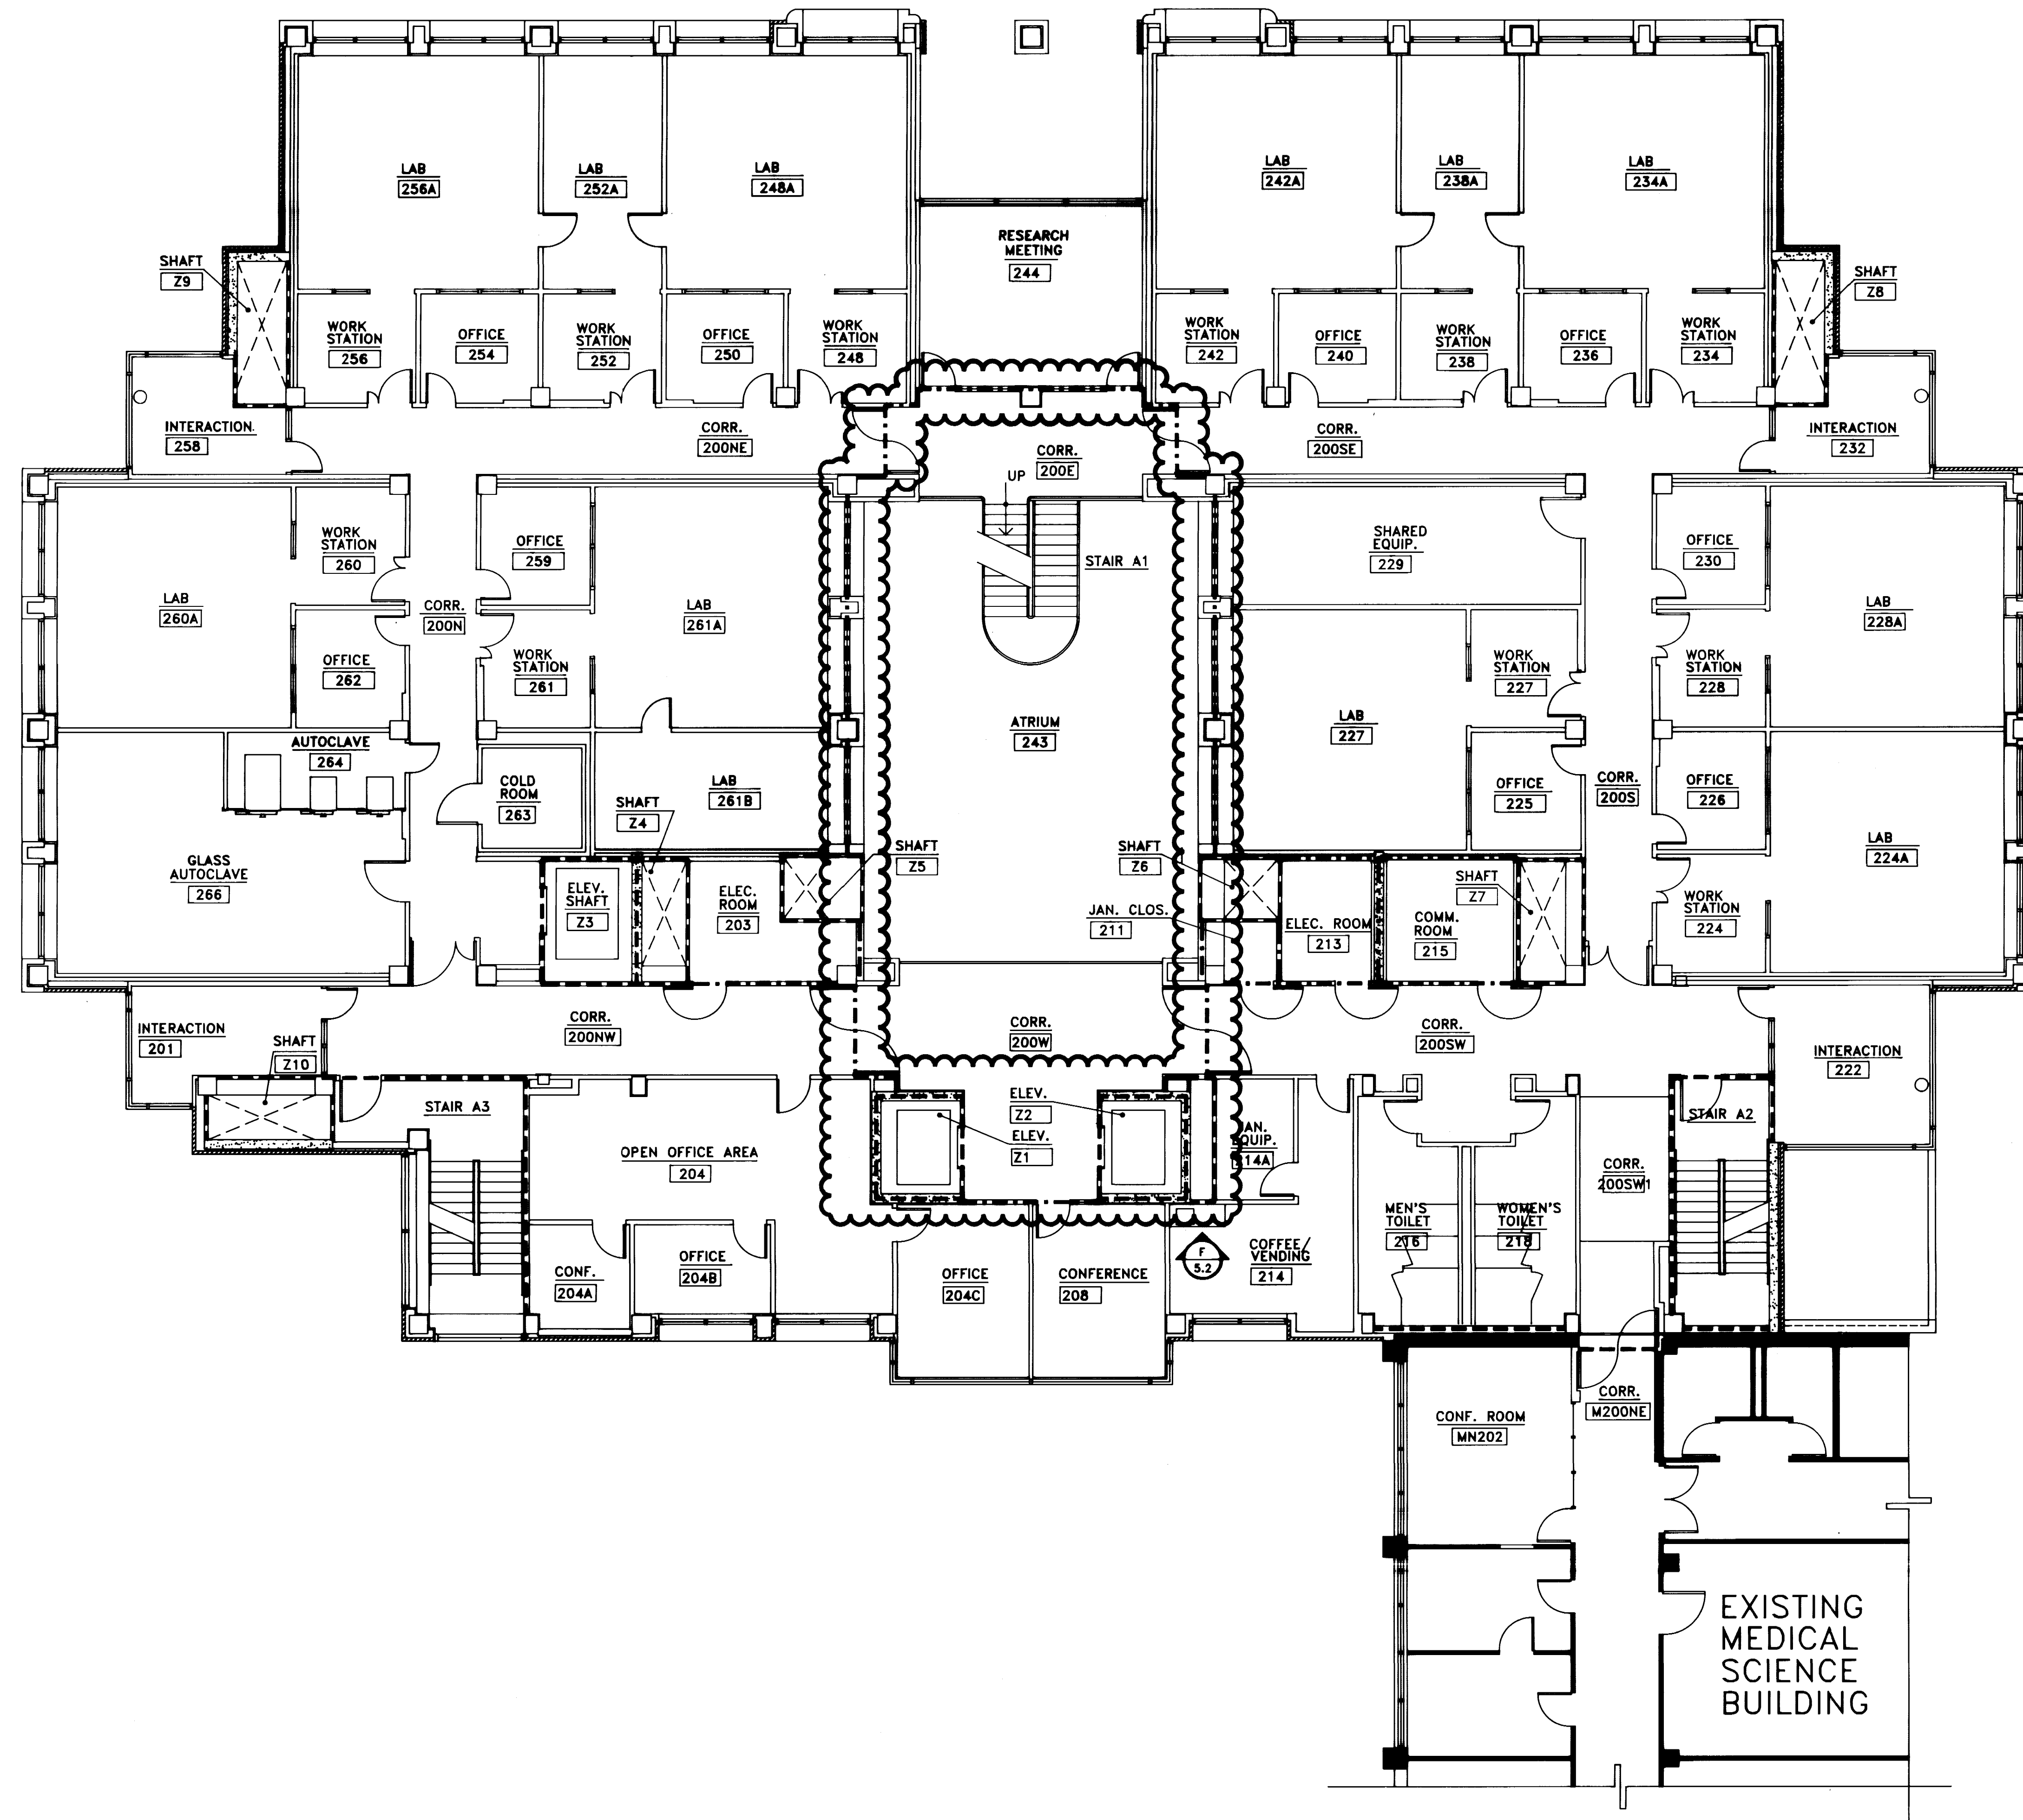 LAB
256A
LAB
252A
LAB
248A
LAB
242A
LAB
238A
LAB
234A
RESEARCH
MEETING
244
SHAFT
Z9
SHAFT
Z8
WORK
STATION
256
OFFICE
254
WORK
STATION
252
OFFICE
250
WORK
STATION
248
WORK
STATION
242
OFFICE
240
WORK
STATION
238
OFFICE
236
WORK
STATION
234
INTERACTION.
258
CORR.
200NE
CORR.
200E
UP
CORR.
200SE
INTERACTION
232
WORK
STATION
260
OFFICE
259
STAIR A1
SHARED
EQUIP.
229
OFFICE
230
LAB
260A
CORR.
200N
LAB
261A
LAB
228A
OFFICE
262
WORK
STATION
261
WORK
STATION
227
WORK
STATION
228
ATRIUM
243
LAB
227
AUTOCLAVE
264
COLD
ROOM
263
LAB
261B
SHAFT
Z4
OFFICE
225
CORR.
200S
OFFICE
226
GLASS
AUTOCLAVE
266
SHAFT
Z5
SHAFT
Z6
LAB
224A
ELEV.
SHAFT
Z3
ELEC.
ROOM
203
JAN. CLOS.
211
ELEC. ROOM
213
COMM.
ROOM
215
SHAFT
Z7
WORK
STATION
224
INTERACTION
201
SHAFT
Z10
CORR.
200NW
CORR.
200W
CORR.
200SW
INTERACTION
222
STAIR A3
ELEV.
Z2
ELEV.
Z1
JAN.
EQUIP.
214A
STAIR A2
OPEN OFFICE AREA
204
CORR.
200SW1
MEN'S
TOILET
216
WOMEN'S
TOILET
218
CONF.
204A
OFFICE
204B
OFFICE
204C
CONFERENCE
208
F
5.2
COFFEE/
VENDING
214
CONF. ROOM
MN202
CORR.
M200NE
EXISTING
MEDICAL
SCIENCE
BUILDING